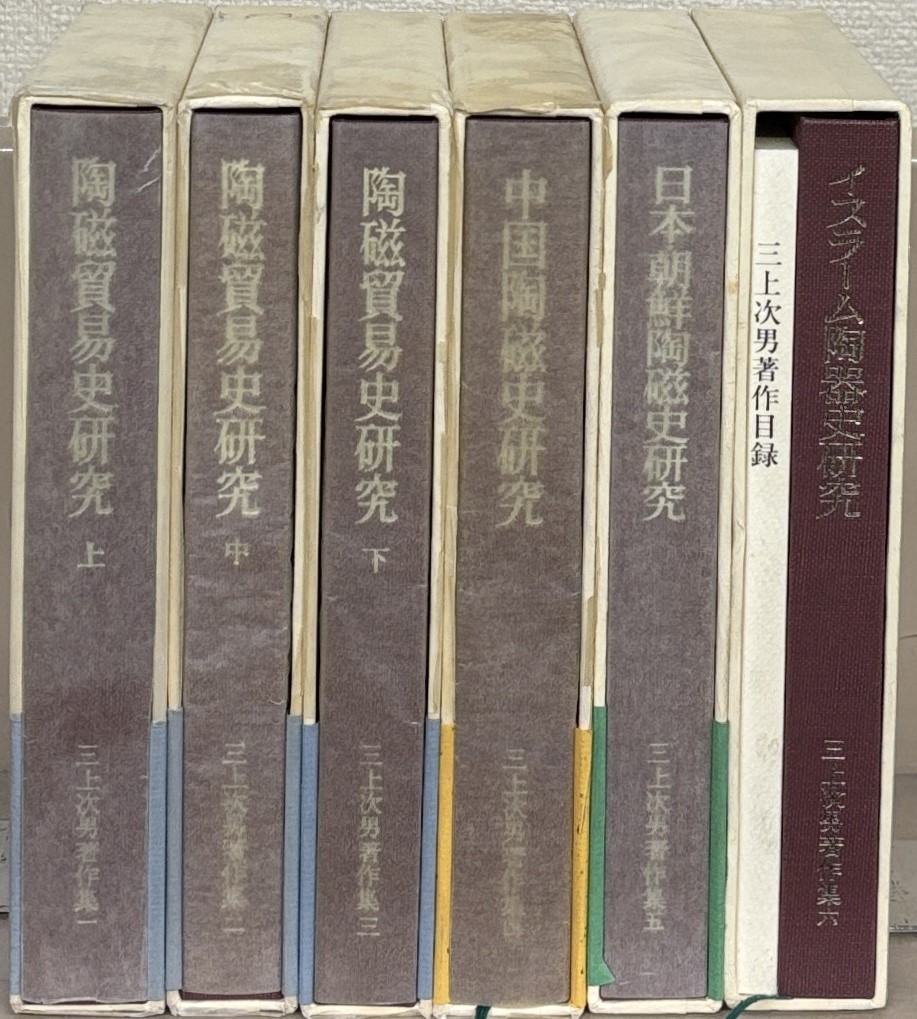 陶磁貿易史研究 上
三上次男著作集一
陶磁貿易史研究 中
三上次男著作集二
陶磁貿易史研究 下
三上次男著作集三
中国陶磁史研究
三上次男著作集四
日本・朝鮮陶磁史研究
三上次男著作集五
三上次男著作目録
イスラーム陶器史研究
三上次男著作集六